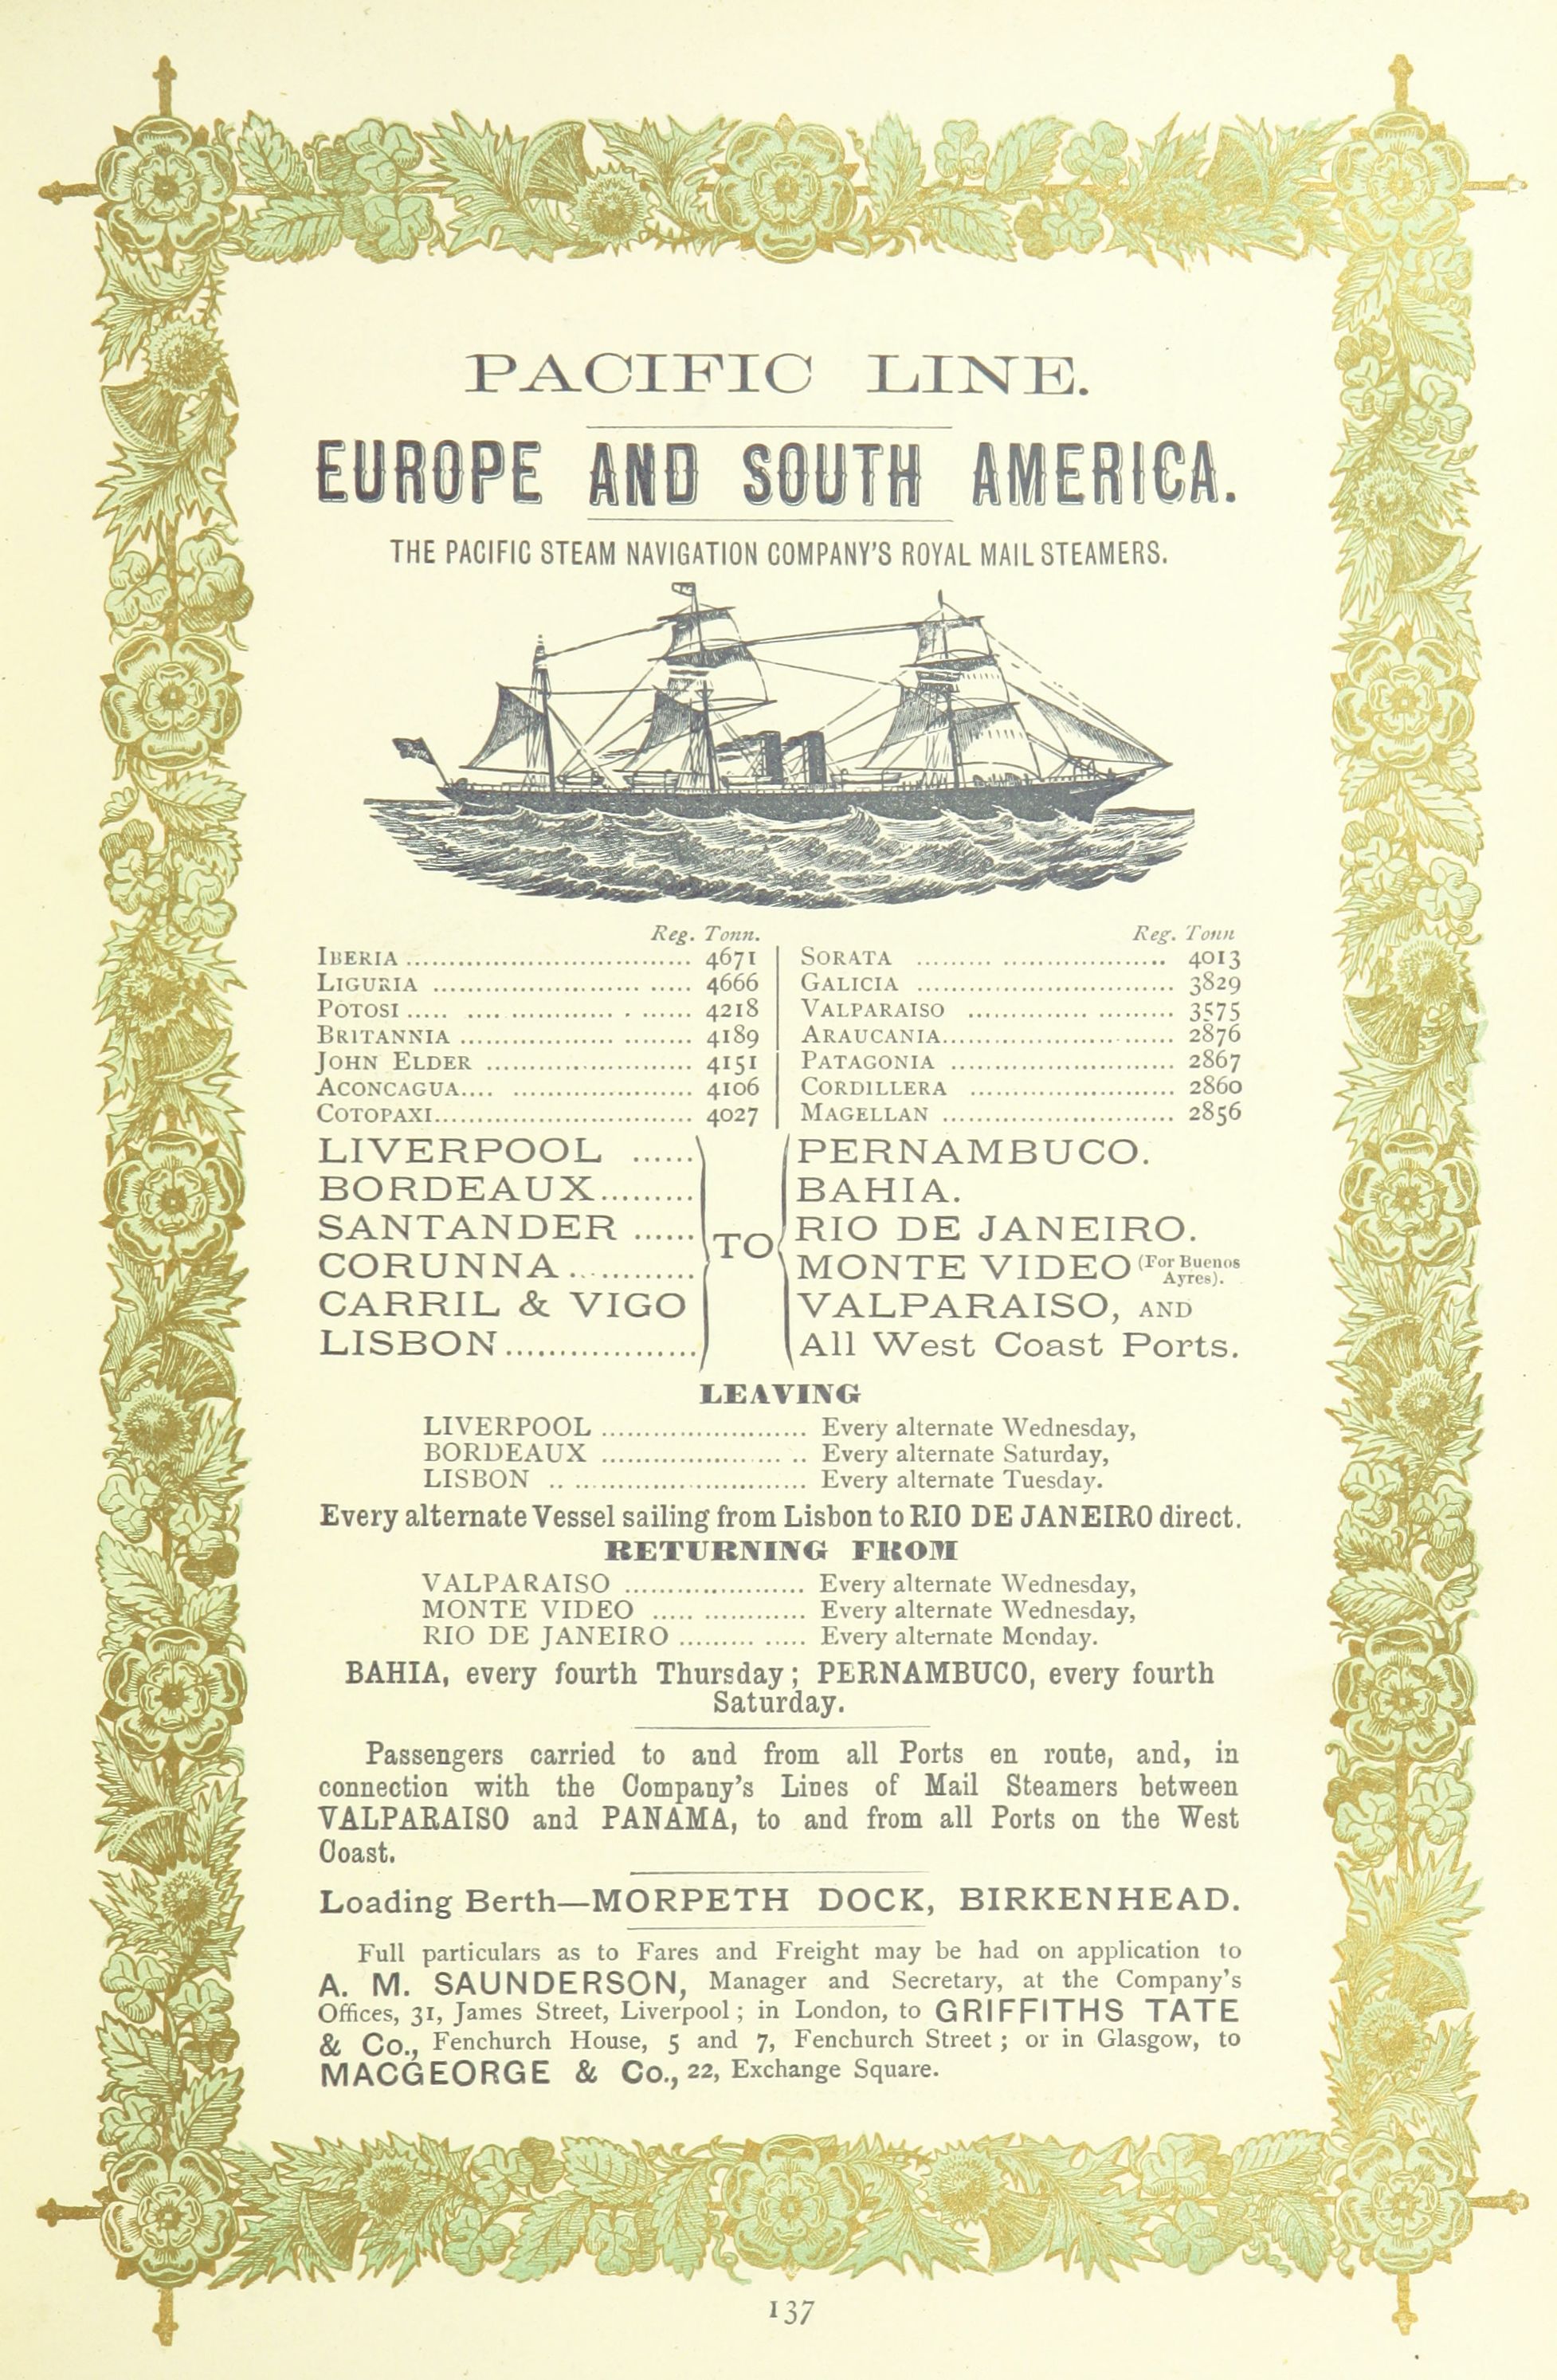 PACIFIC LINE.
EUROPE AND SOUTH AMERICA.
THE PACIFIC STEAM NAVIGATION COMPANY'S ROYAL MAIL STEAMERS.
Reg. Tonn.
IBERIA ................................. 4671
LIGURIA ........................ ..... 4666
POTOSI ..... .... ............. . ...... 4218
BRITANNIA .................. ........ 4189
JOHN ELDER ........................ 4151
ACONCAGUA.... ..................... 4106
COTOPAXI.............................. 4027
Reg. Tonn
SORATA ......... ................... 4013
GALICIA .............................. 3829
VALPARAISO .............. ......... 3575
ARAUCANIA........................... 2876
PATAGONIA .......................... 2867
CORDILLERA ........................ 2860
MAGELLAN ........................... 2856
LIVERPOOL ......
BORDEAUX.........
SANTANDER ......
CORUNNA ............
CARRIL & VIGO
LISBON ..................
TO
PERNAMBUCO.
BAHIA.
RIO DE JANEIRO.
MONTE VIDEO (For Buenos
Ayres).
VALPARAISO, AND
All West Coast Ports.
LEAVING
LIVERPOOL ........................ Every alternate Wednesday,
BORDEAUX ..................... .. Every alternate Saturday,
LISBON .. ........................... Every alternate Tuesday.
Every alternate Vessel sailing from Lisbon to RIO DE JANEIRO direct.
RETURNING FROM
VALPARAISO ..................... Every alternate Wednesday,
MONTE VIDEO ..... ............ Every alternate Wednesday,
RIO DE JANEIRO ......... ..... Every alternate Monday.
BAHIA, every fourth Thursday; PERNAMBUCO, every fourth
Saturday.
Passengers carried to and from all Ports en route, and, in
connection with the Company's Lines of Mail Steamers between
VALPARAISO and PANAMA, to and from all Ports on the West
Coast.
Loading Berth—MORPETH DOCK, BIRKENHEAD.
Full particulars as to Fares and Freight may be had on application to
A. M. SAUNDERSON, Manager and Secretary, at the Company's
Offices, 31, James Street, Liverpool; in London, to GRIFFITHS TATE
& Co., Fenchurch House, 5 and 7, Fenchurch Street; or in Glasgow, to
MACGEORGE & Co., 22, Exchange Square.
137